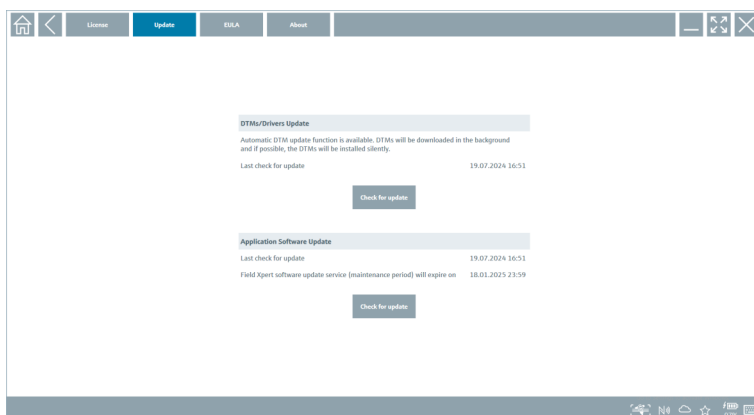 License Update EULA About
DTMs/Drivers Update
Automatic DTM update function is available. DTMs will be downloaded in the background
and if possible, the DTMs will be installed silently.
Last check for update 19.07.2024 16:51
Check for update
Application Software Update
Last check for update 19.07.2024 16:51
Field Xpert software update service (maintenance period) will expire on 18.01.2025 23:59
Check for update